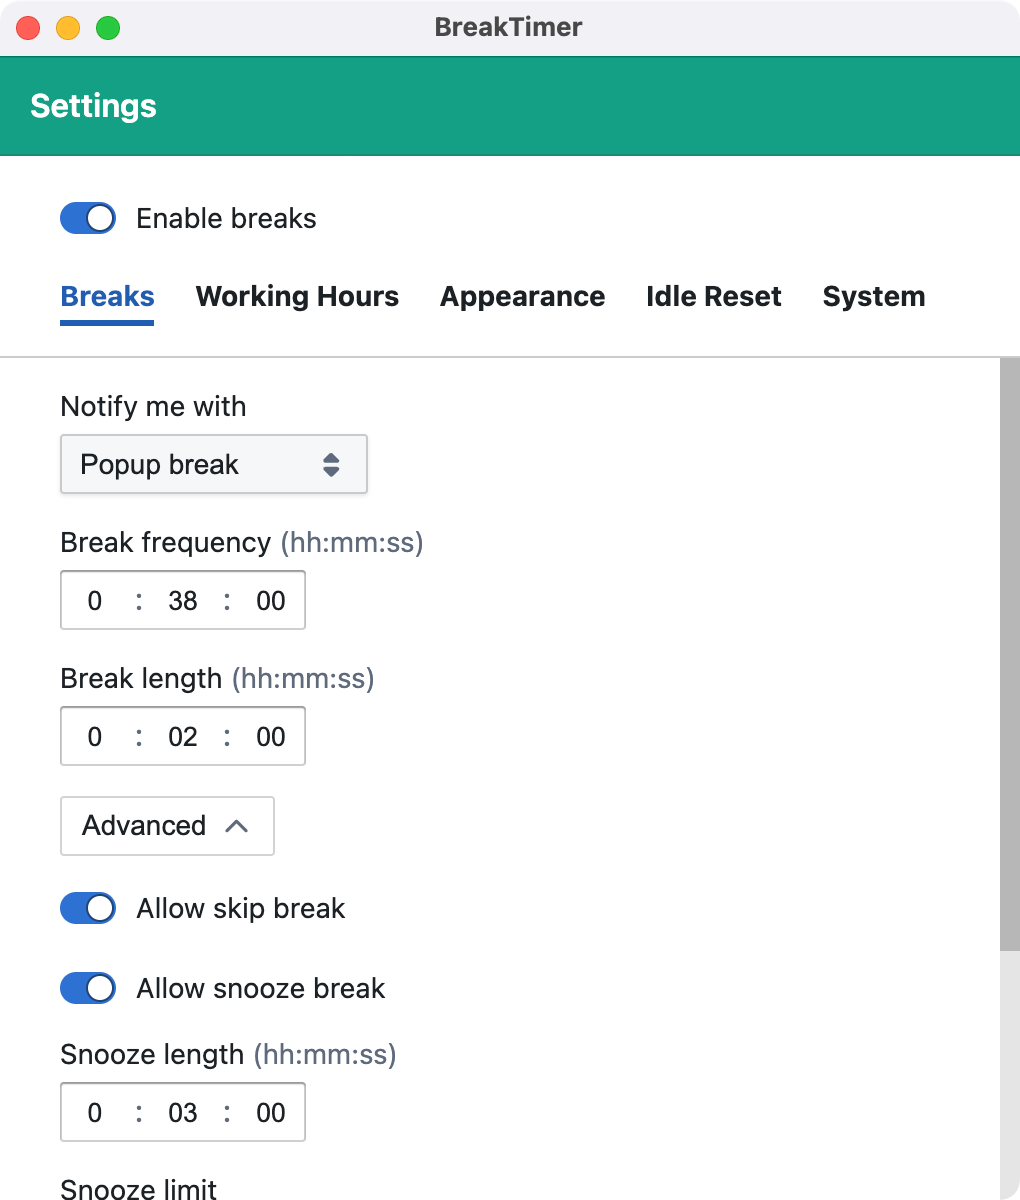 BreakTimer
Settings
Enable breaks
Breaks Working Hours Appearance Idle Reset System
Notify me with
Popup break
Break frequency (hh:mm:ss)
0 : 38 : 00
Break length (hh:mm:ss)
0 : 02 : 00
Advanced
Allow skip break
Allow snooze break
Snooze length (hh:mm:ss)
0 : 03 : 00
Snooze limit